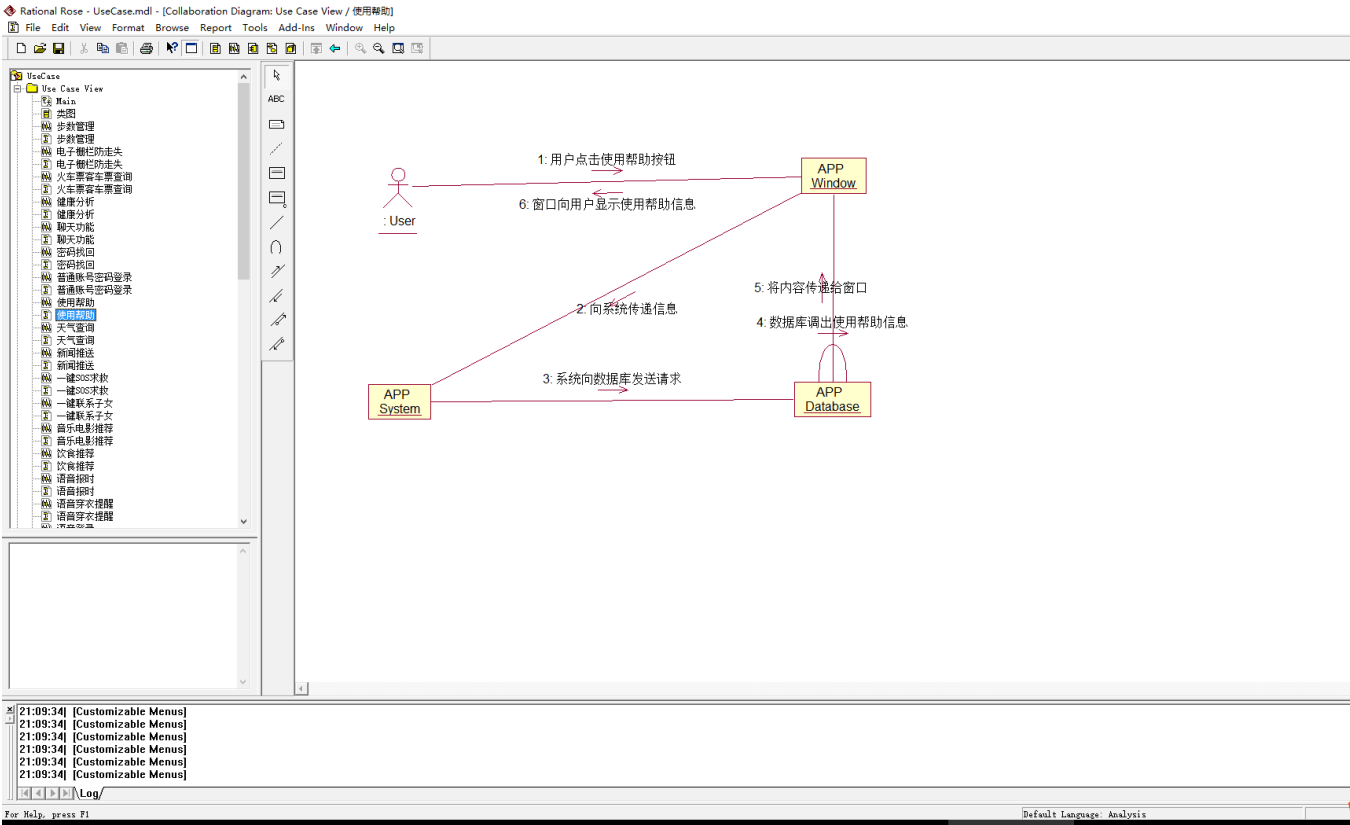 Rational Rose - UseCase.mdl - [Collaboration Diagram: Use Case View / 使用帮助]
File Edit View Format Browse Report Tools Add-Ins Window Help
UseCase
Use Case View
Main
类图
步数管理
步数管理
电子栅栏防走失
电子栅栏防走失
火车票客车票查询
火车票客车票查询
健康分析
健康分析
聊天功能
聊天功能
密码找回
密码找回
普通账号密码登录
普通账号密码登录
使用帮助
使用帮助
天气查询
天气查询
新闻推送
新闻推送
一键SOS求救
一键SOS求救
一键联系子女
一键联系子女
音乐电影推荐
音乐电影推荐
饮食推荐
饮食推荐
语音报时
语音报时
语音穿衣提醒
语音穿衣提醒
语音登录
ABC
1: 用户点击使用帮助按钮
APP
Window
6: 窗口向用户显示使用帮助信息
: User
5: 将内容传递给窗口
2: 向系统传递信息
4: 数据库调出使用帮助信息
3: 系统向数据库发送请求
APP
System
APP
Database
21:09:34| [Customizable Menus]
21:09:34| [Customizable Menus]
21:09:34| [Customizable Menus]
21:09:34| [Customizable Menus]
21:09:34| [Customizable Menus]
21:09:34| [Customizable Menus]
Log
For Help, press F1
Default Language: Analysis